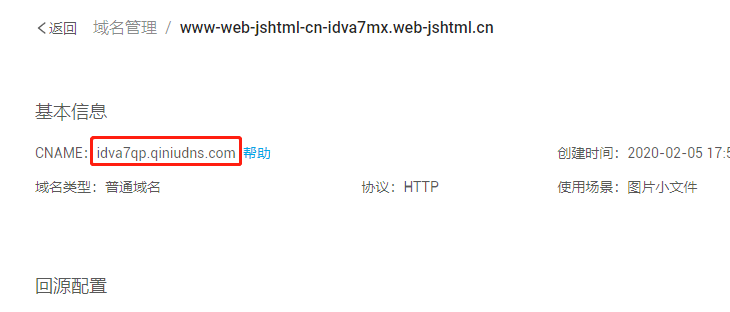 返回 域名管理 / www-web-jshtml-cn-idva7mx.web-jshtml.cn
基本信息
CNAME: idva7qp.qiniudns.com 帮助 创建时间: 2020-02-05 17:5
域名类型: 普通域名 协议: HTTP 使用场景: 图片小文件
回源配置